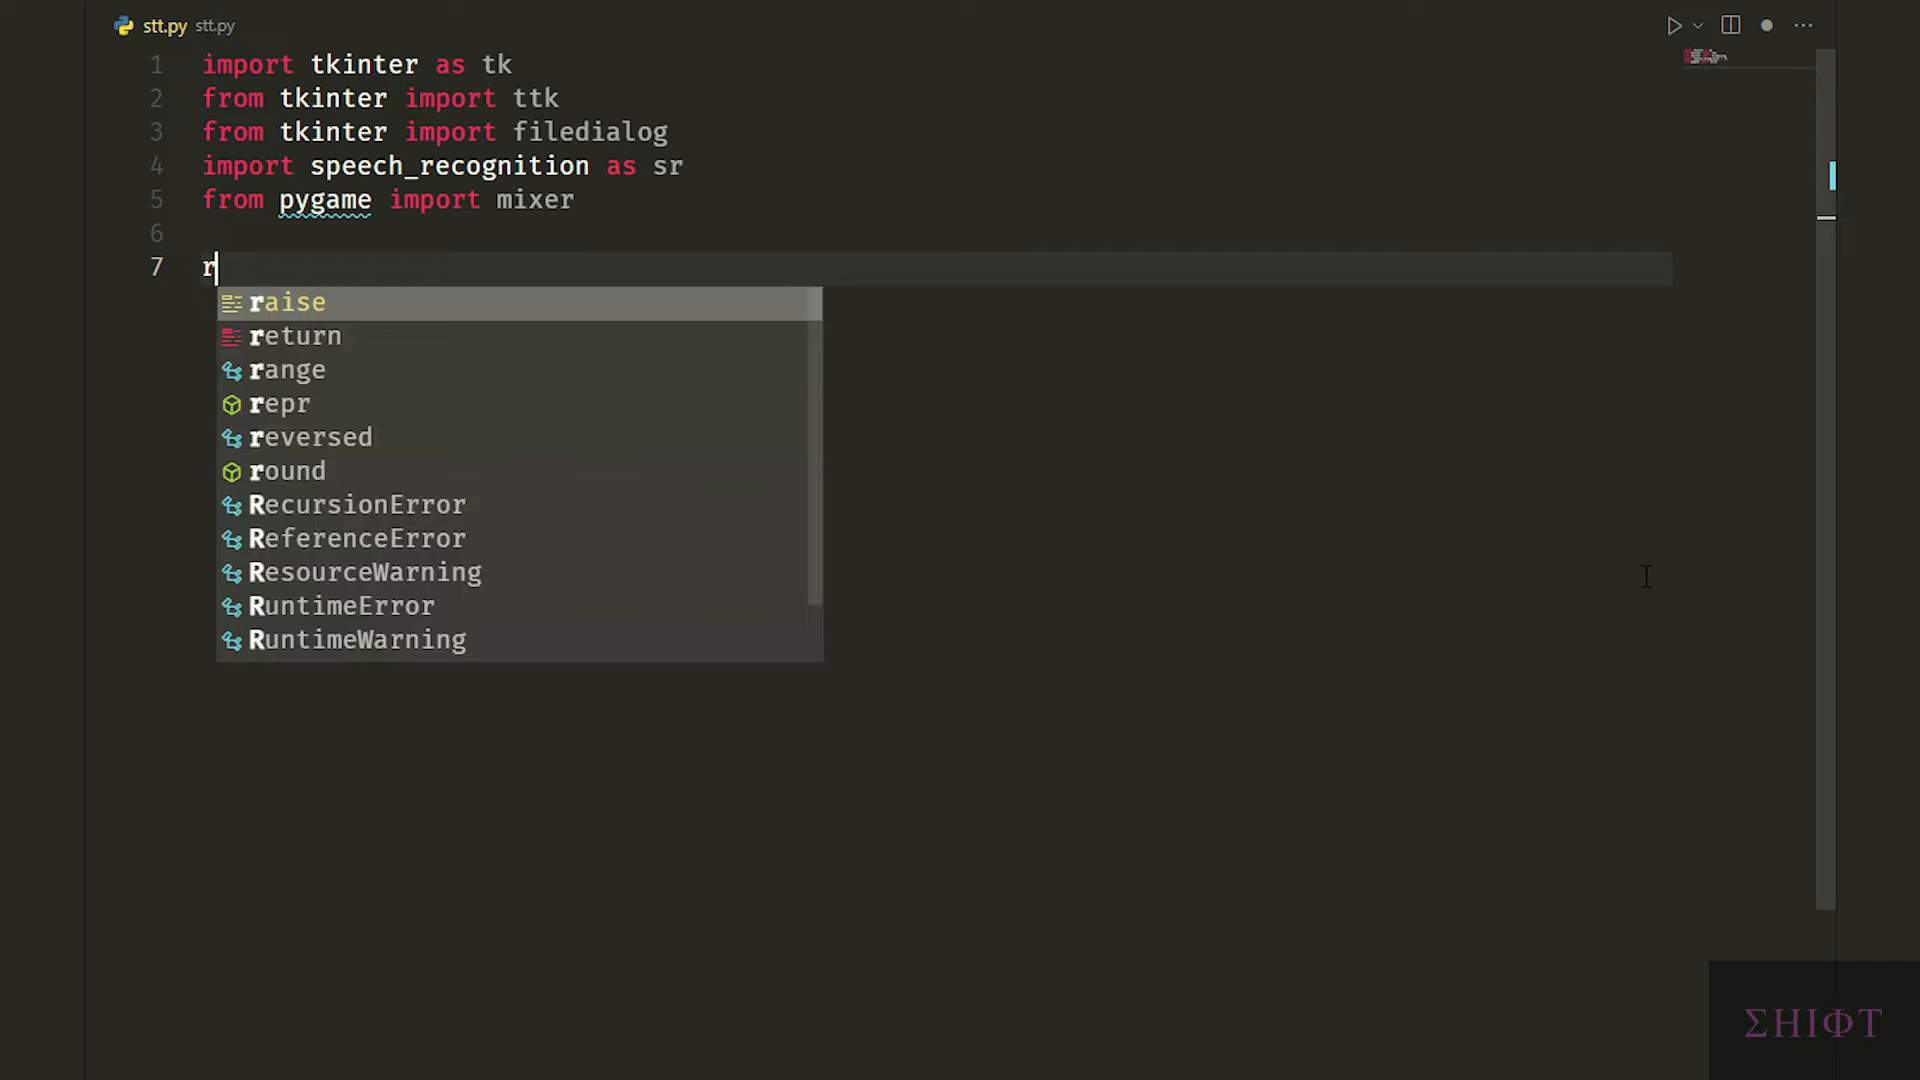 stt.py stt.py
1 import tkinter as tk
2 from tkinter import ttk
3 from tkinter import filedialog
4 import speech_recognition as sr
5 from pygame import mixer
6
7 r
raise
return
range
repr
reversed
round
RecursionError
ReferenceError
ResourceWarning
RuntimeError
RuntimeWarning
ΣHIΦT